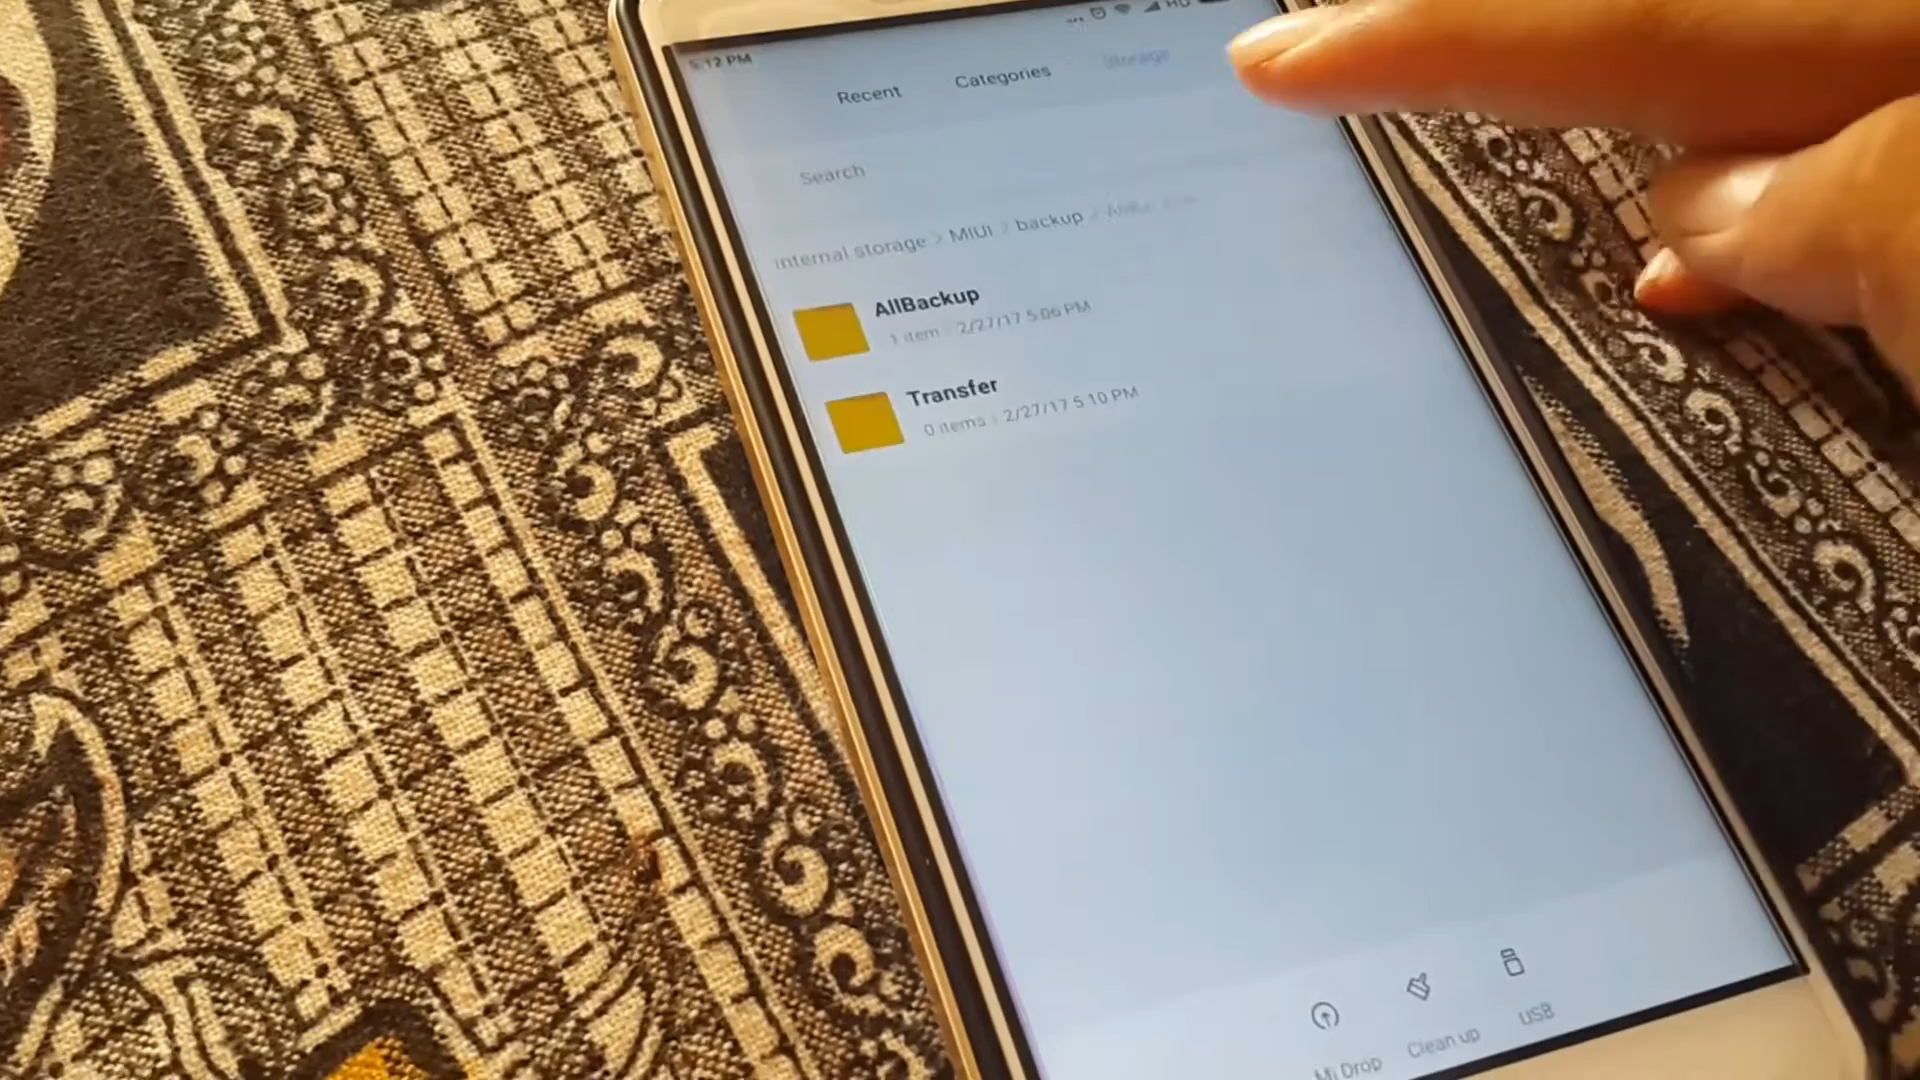 5:12 PM HD
Recent Categories Storage
Search
Internal storage > MIUI > backup >
AllBackup
1 item 2/27/17 5:06 PM
Transfer
0 items 2/27/17 5:10 PM
Mi Drop Clean up USB